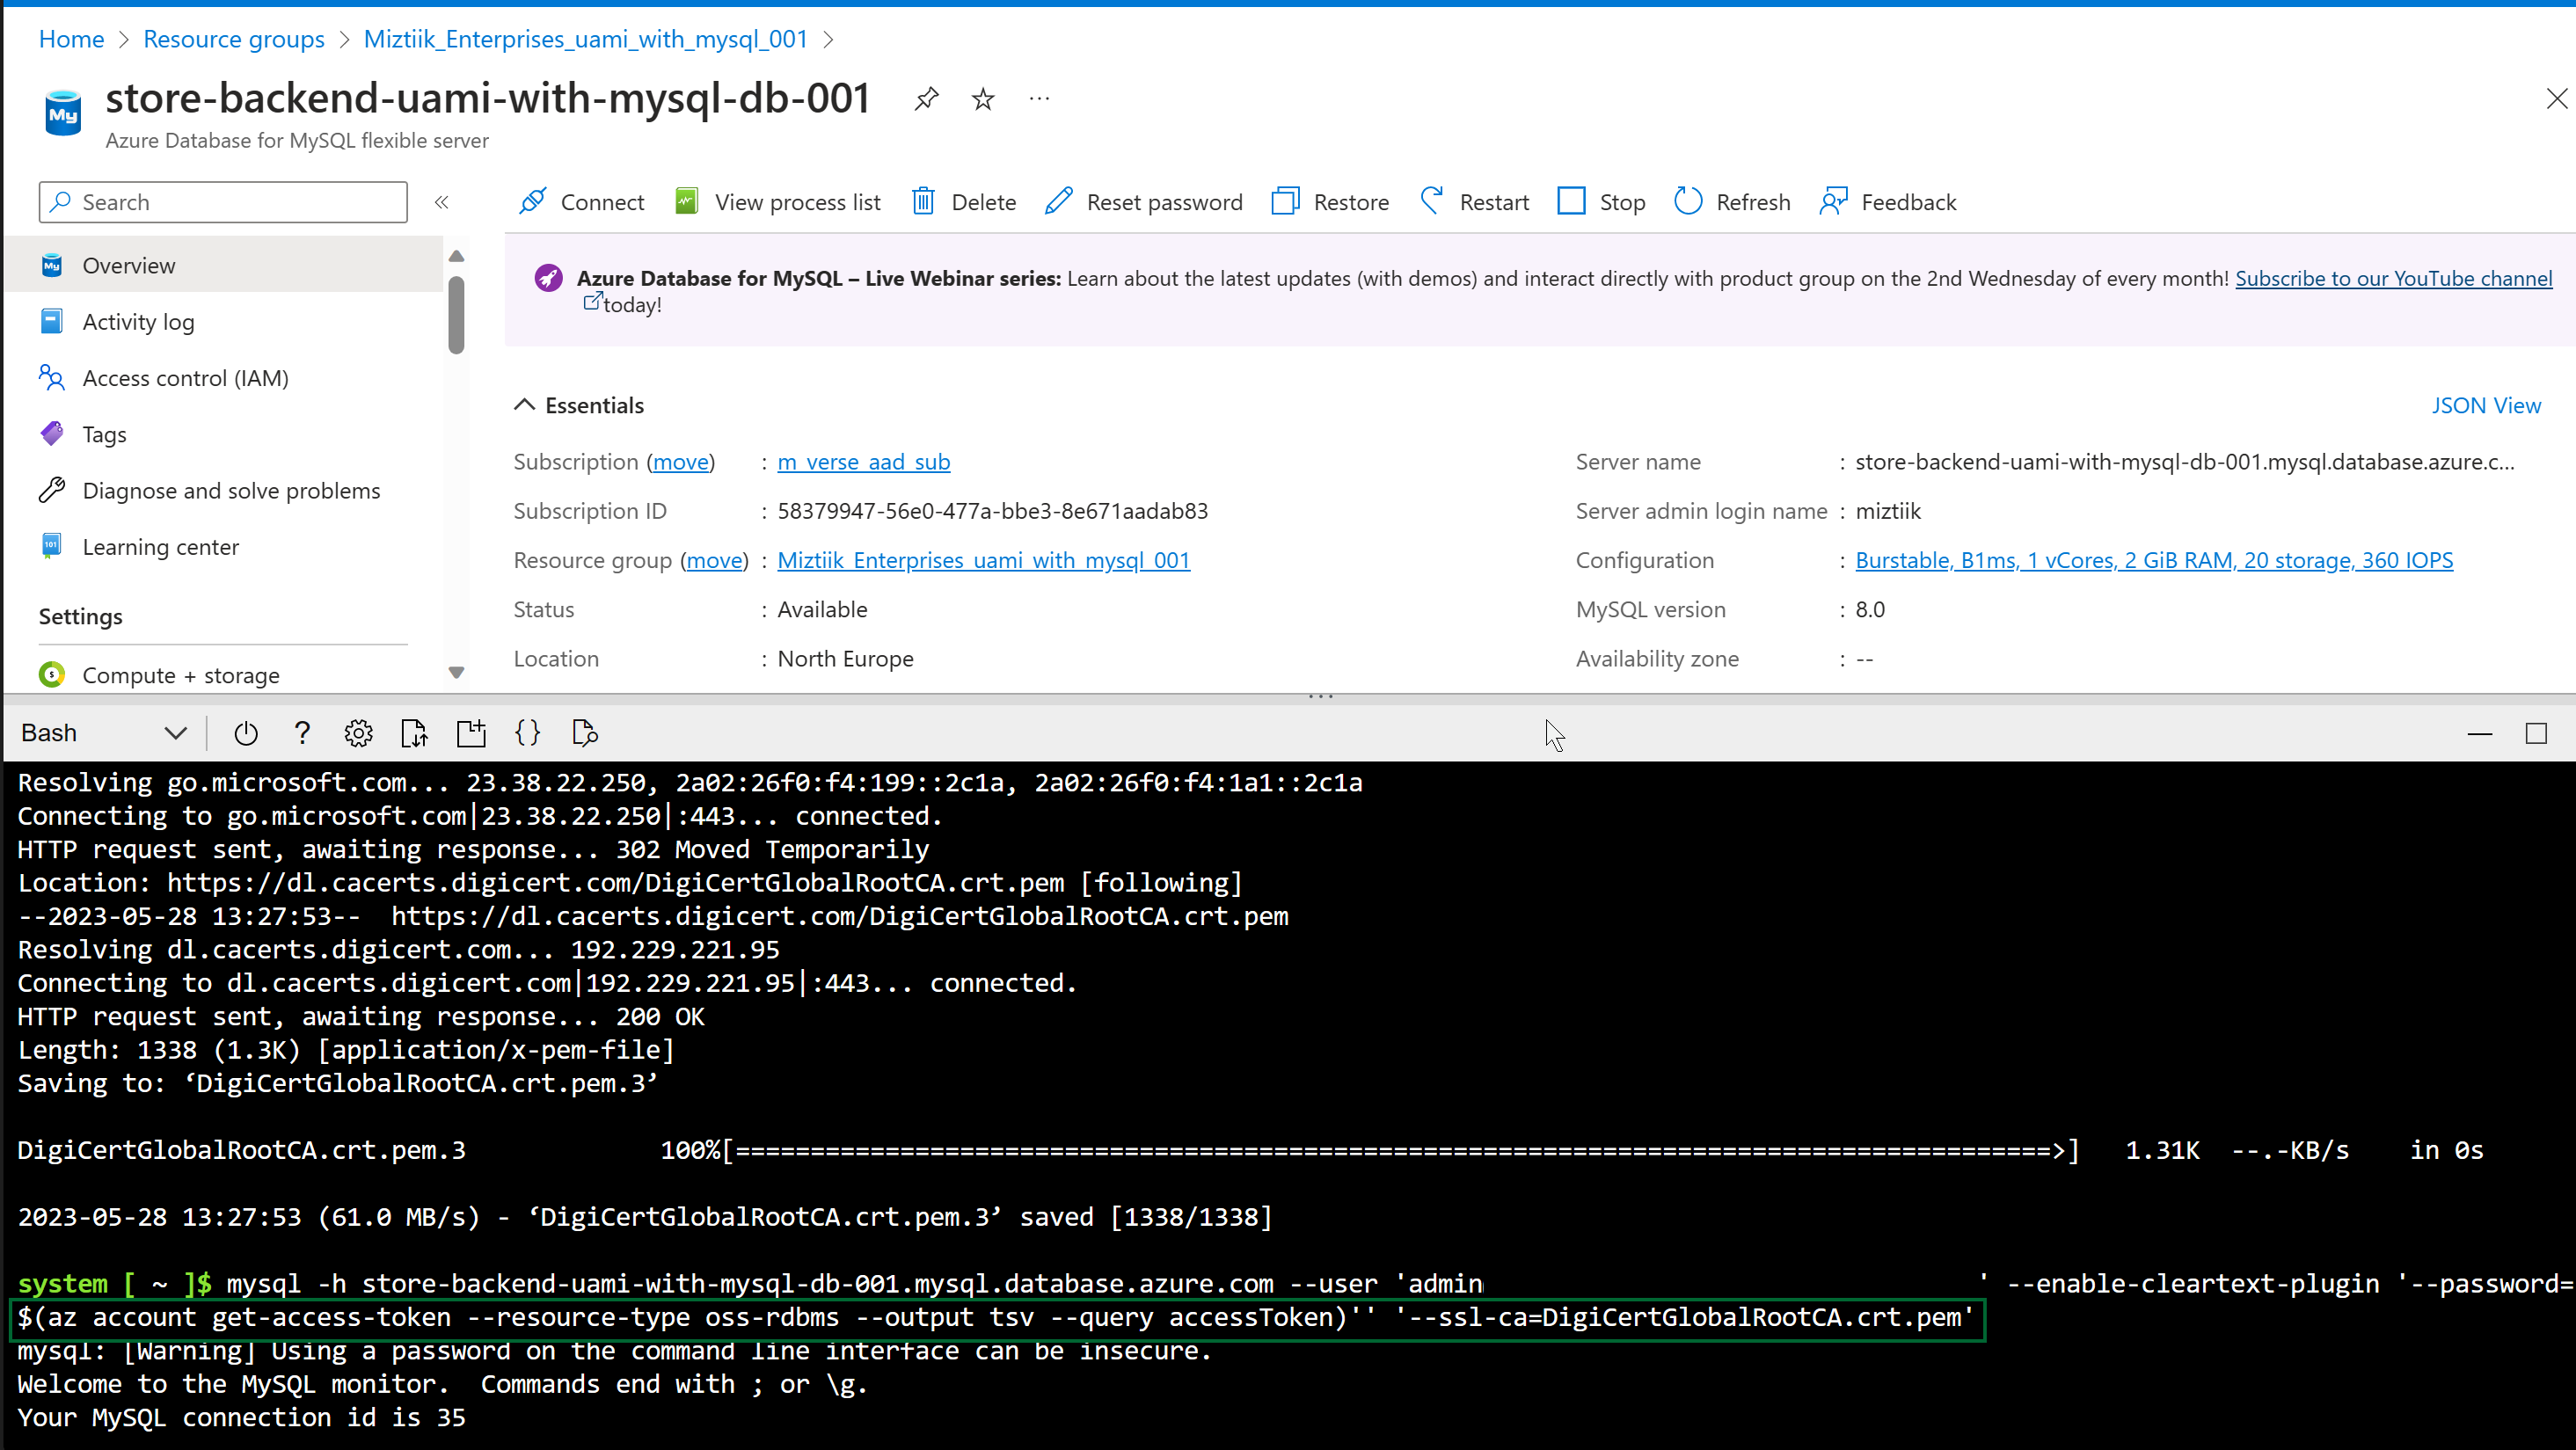 Home > Resource groups > Miztiik_Enterprises_uami_with_mysql_001 >
My
store-backend-uami-with-mysql-db-001
Azure Database for MySQL flexible server
Search
Connect View process list Delete Reset password Restore Restart Stop Refresh Feedback
Overview
Activity log
Access control (IAM)
Tags
Diagnose and solve problems
Learning center
Settings
Compute + storage
Azure Database for MySQL – Live Webinar series: Learn about the latest updates (with demos) and interact directly with product group on the 2nd Wednesday of every month! Subscribe to our YouTube channel
today!
Essentials
JSON View
Subscription (move) : m_verse_aad_sub
Subscription ID : 58379947-56e0-477a-bbe3-8e671aadab83
Resource group (move) : Miztiik_Enterprises_uami_with_mysql_001
Status : Available
Location : North Europe
Server name : store-backend-uami-with-mysql-db-001.mysql.database.azure.c...
Server admin login name : miztiik
Configuration : Burstable, B1ms, 1 vCores, 2 GiB RAM, 20 storage, 360 IOPS
MySQL version : 8.0
Availability zone : --
Bash
Resolving go.microsoft.com... 23.38.22.250, 2a02:26f0:f4:199::2c1a, 2a02:26f0:f4:1a1::2c1a
Connecting to go.microsoft.com|23.38.22.250|:443... connected.
HTTP request sent, awaiting response... 302 Moved Temporarily
Location: https://dl.cacerts.digicert.com/DigiCertGlobalRootCA.crt.pem [following]
--2023-05-28 13:27:53--  https://dl.cacerts.digicert.com/DigiCertGlobalRootCA.crt.pem
Resolving dl.cacerts.digicert.com... 192.229.221.95
Connecting to dl.cacerts.digicert.com|192.229.221.95|:443... connected.
HTTP request sent, awaiting response... 200 OK
Length: 1338 (1.3K) [application/x-pem-file]
Saving to: ‘DigiCertGlobalRootCA.crt.pem.3’
DigiCertGlobalRootCA.crt.pem.3 100%[========================================================================================>] 1.31K --.-KB/s in 0s
2023-05-28 13:27:53 (61.0 MB/s) - ‘DigiCertGlobalRootCA.crt.pem.3’ saved [1338/1338]
system [ ~ ]$ mysql -h store-backend-uami-with-mysql-db-001.mysql.database.azure.com --user 'admin ' --enable-cleartext-plugin '--password=
$(az account get-access-token --resource-type oss-rdbms --output tsv --query accessToken)'' '--ssl-ca=DigiCertGlobalRootCA.crt.pem'
mysql: [Warning] Using a password on the command line interface can be insecure.
Welcome to the MySQL monitor.  Commands end with ; or \g.
Your MySQL connection id is 35